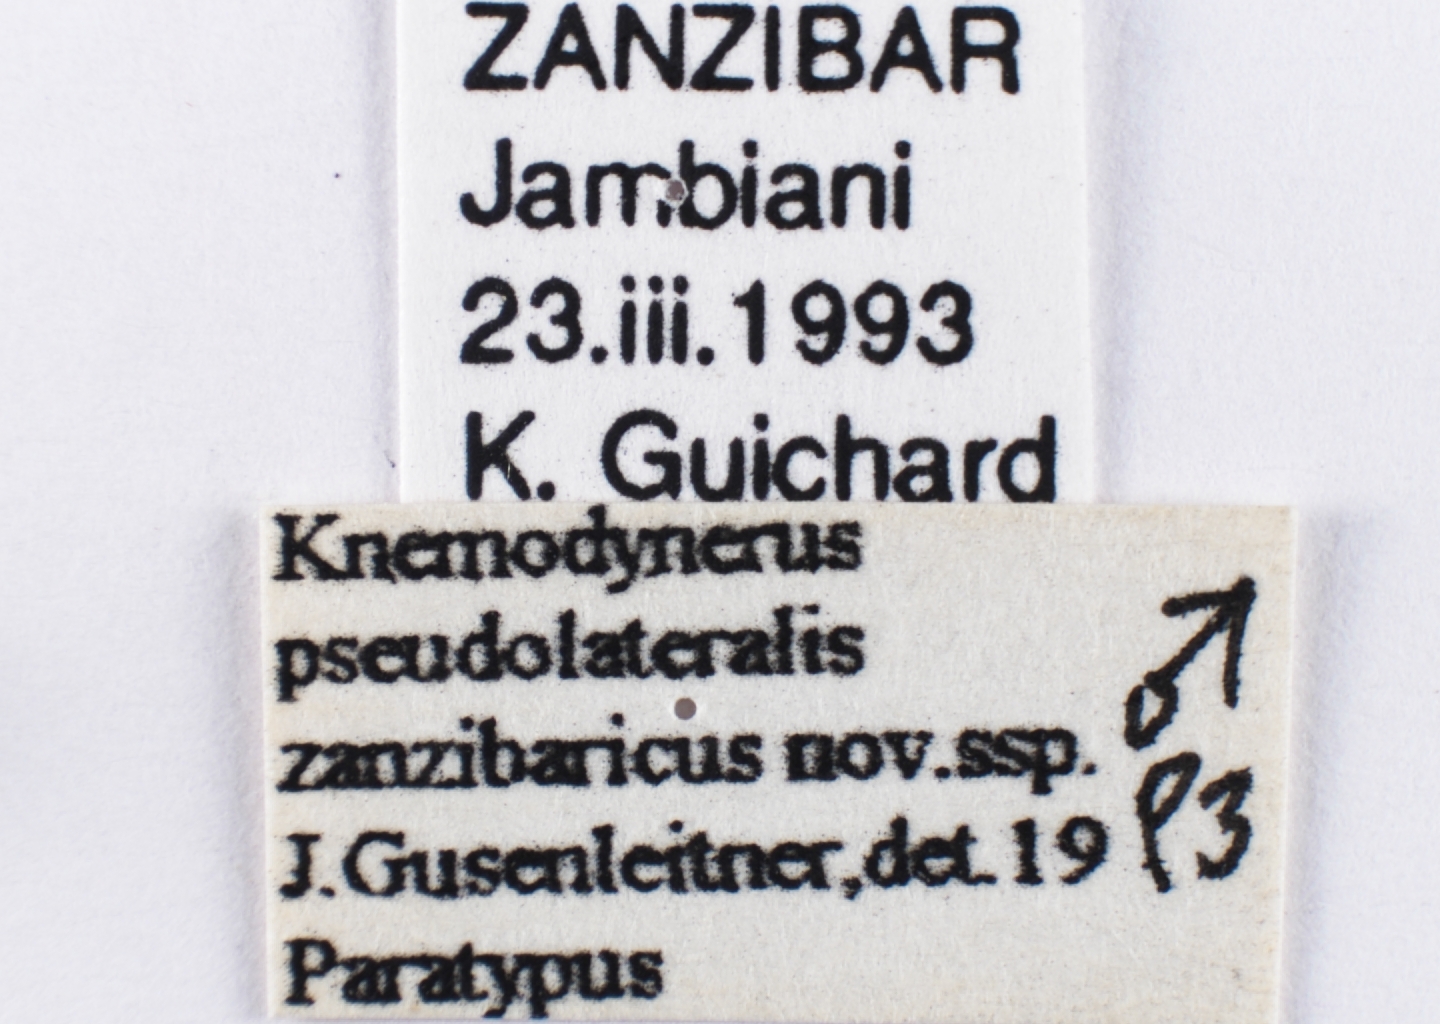 ZANZIBAR
Jambiani
23.iii.1993
K. Guichard
Knemodynerus
pseudolateralis
zanzibaricus nov.ssp. ♂
J.Gusenleitner,det.19 93
Paratypus